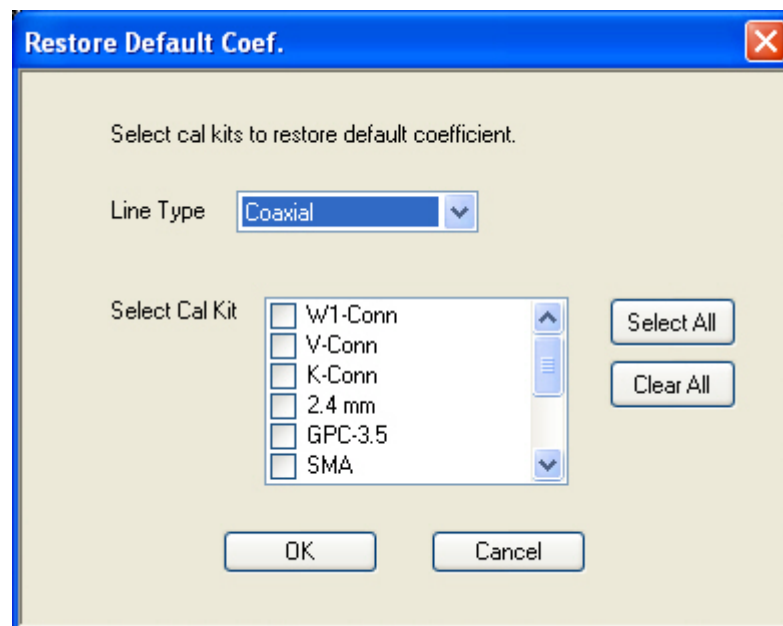 Restore Default Coef.
Select cal kits to restore default coefficient.
Line Type Coaxial
Select Cal Kit
W1-Conn
V-Conn
K-Conn
2.4 mm
GPC-3.5
SMA
Select All
Clear All
OK Cancel